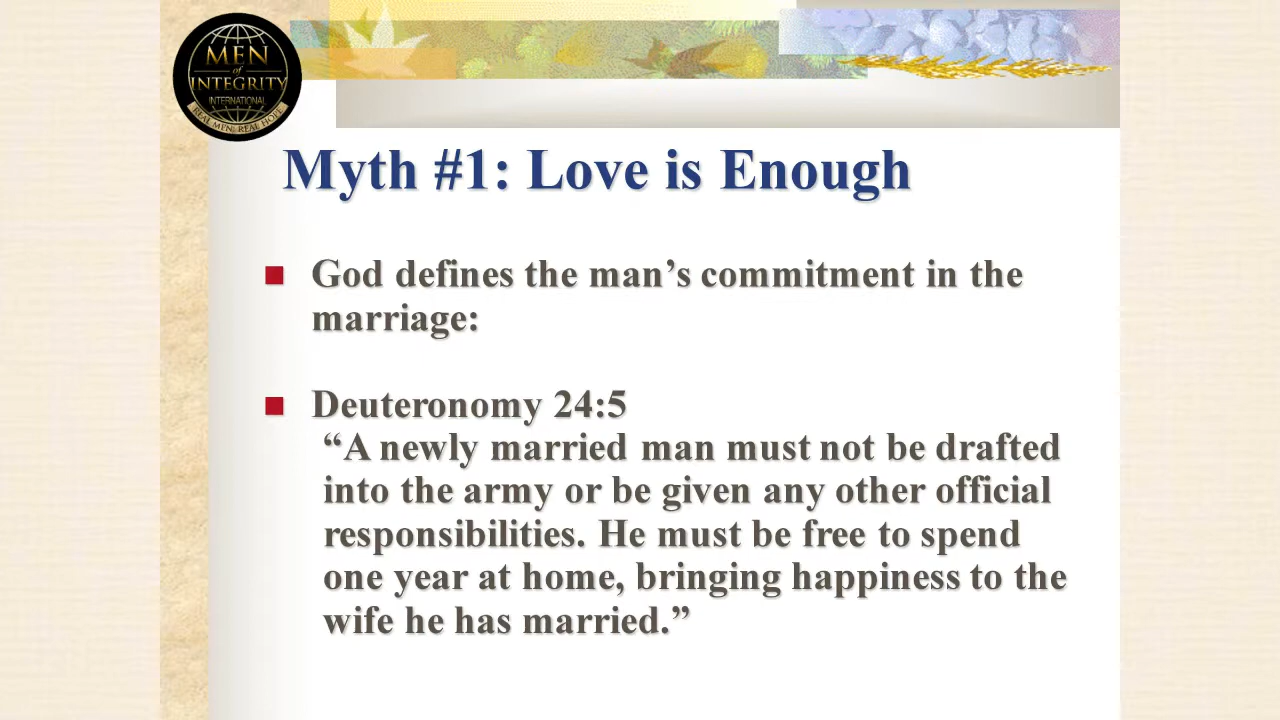 MEN
of
INTEGRITY
INTERNATIONAL
REAL MEN. REAL HOPE
Myth #1: Love is Enough
God defines the man’s commitment in the
marriage:
Deuteronomy 24:5
“A newly married man must not be drafted
into the army or be given any other official
responsibilities. He must be free to spend
one year at home, bringing happiness to the
wife he has married.”